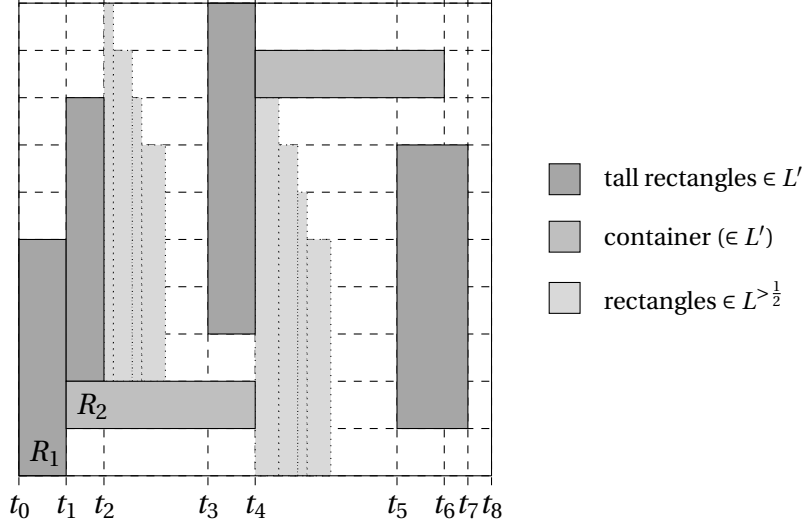 tall rectangles ∈ L′
container (∈ L′)
rectangles ∈ L^{>1/2}
R₂
R₁
t₀ t₁ t₂ t₃ t₄ t₅ t₆ t₇ t₈